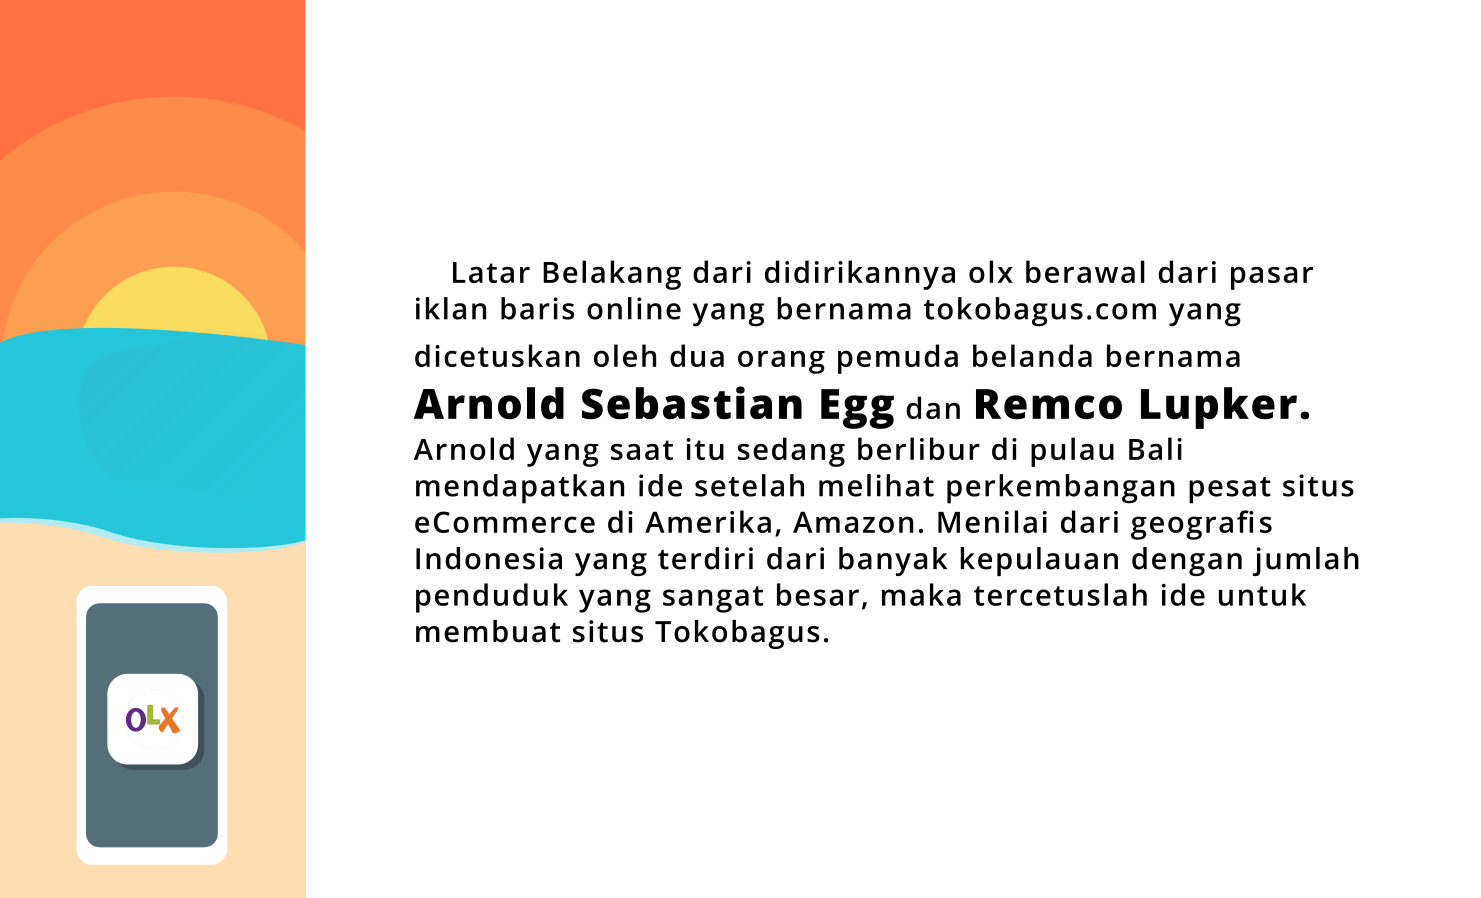 Latar Belakang dari didirikannya olx berawal dari pasar
iklan baris online yang bernama tokobagus.com yang
dicetuskan oleh dua orang pemuda belanda bernama
Arnold Sebastian Egg dan Remco Lupker.
Arnold yang saat itu sedang berlibur di pulau Bali
mendapatkan ide setelah melihat perkembangan pesat situs
eCommerce di Amerika, Amazon. Menilai dari geografis
Indonesia yang terdiri dari banyak kepulauan dengan jumlah
penduduk yang sangat besar, maka tercetuslah ide untuk
membuat situs Tokobagus.
OLX